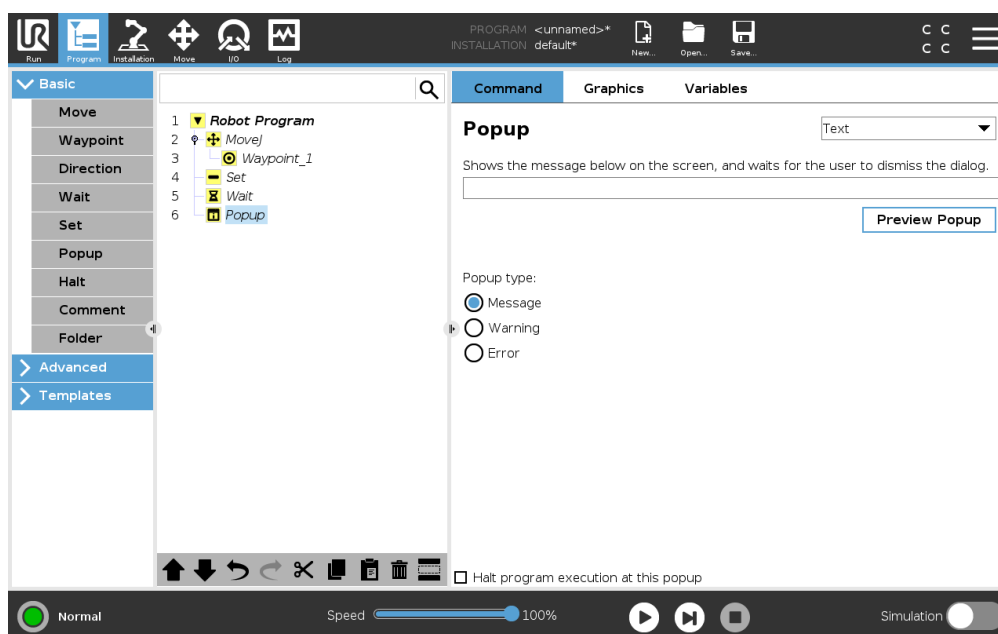 UR
Run
Program
Installation
Move
I/O
Log
PROGRAM <unnamed>*
INSTALLATION default*
New...
Open...
Save...
C C
C C
Basic
Move
Waypoint
Direction
Wait
Set
Popup
Halt
Comment
Folder
Advanced
Templates
1 Robot Program
2 MoveJ
3 Waypoint_1
4 Set
5 Wait
6 Popup
Command Graphics Variables
Popup
Text
Shows the message below on the screen, and waits for the user to dismiss the dialog.
Preview Popup
Popup type:
Message
Warning
Error
Halt program execution at this popup
Normal
Speed 100%
Simulation